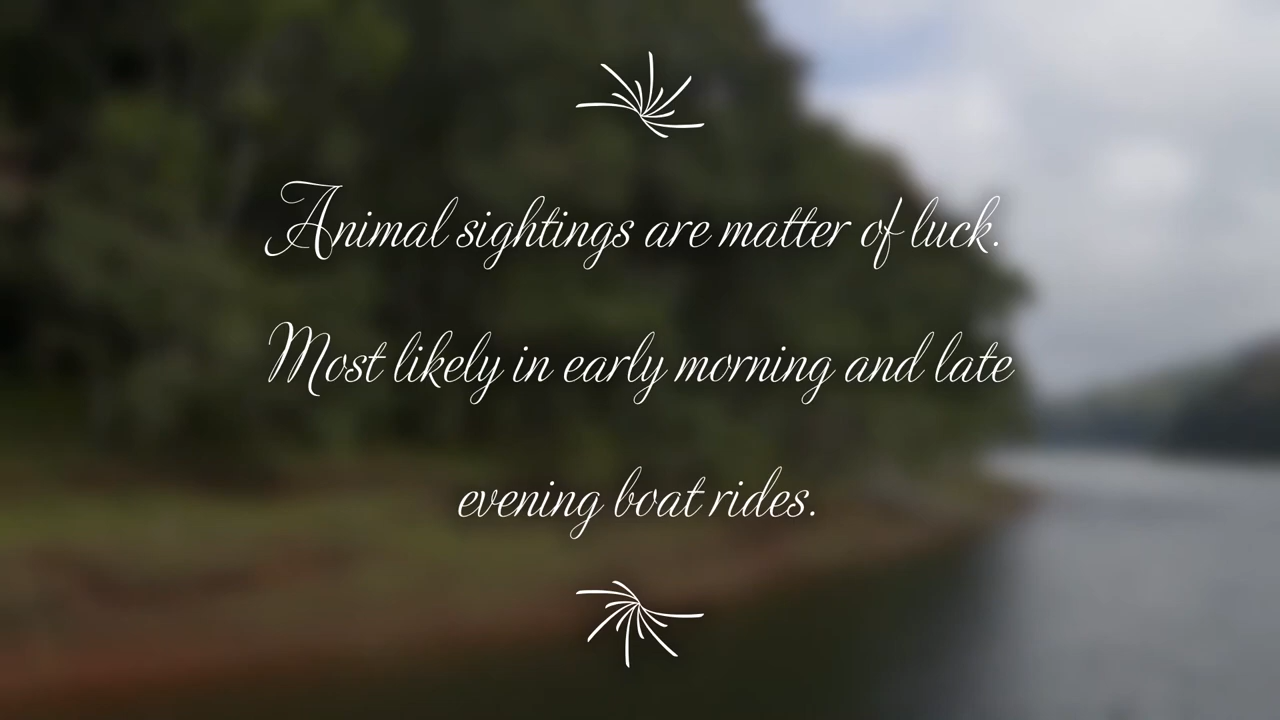 Animal sightings are matter of luck.
Most likely in early morning and late
evening boat rides.